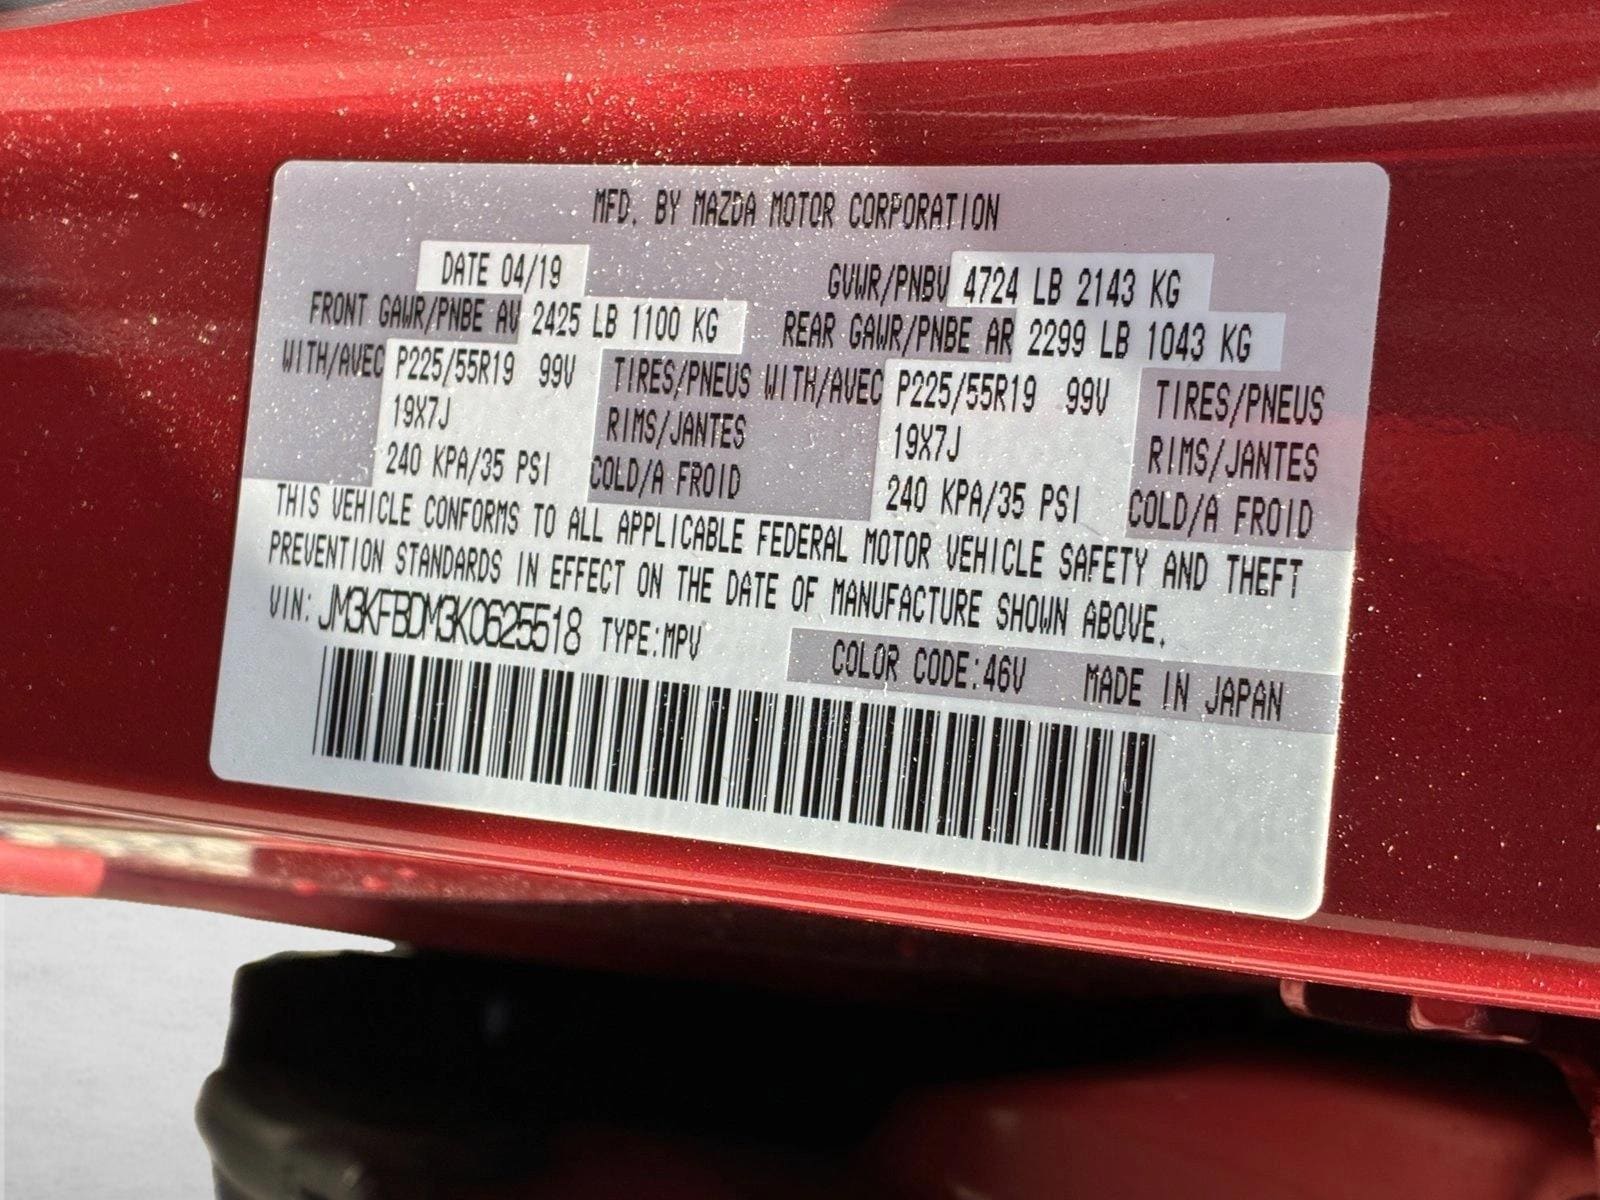 MFD. BY MAZDA MOTOR CORPORATION
DATE 04/19 GVWR/PNBV 4724 LB 2143 KG
FRONT GAWR/PNBE AV 2425 LB 1100 KG REAR GAWR/PNBE AR 2299 LB 1043 KG
WITH/AVEC P225/55R19 99V TIRES/PNEUS WITH/AVEC P225/55R19 99V TIRES/PNEUS
19X7J RIMS/JANTES 19X7J RIMS/JANTES
240 KPA/35 PSI COLD/A FROID 240 KPA/35 PSI COLD/A FROID
THIS VEHICLE CONFORMS TO ALL APPLICABLE FEDERAL MOTOR VEHICLE SAFETY AND THEFT
PREVENTION STANDARDS IN EFFECT ON THE DATE OF MANUFACTURE SHOWN ABOVE.
VIN: JM3KFBDM3K0625518 TYPE:MPV
COLOR CODE:46V MADE IN JAPAN